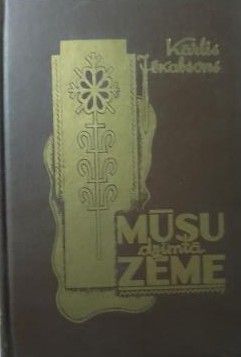 Kārlis
Jēkabsons
MŪSU
dzimtā
ZEME